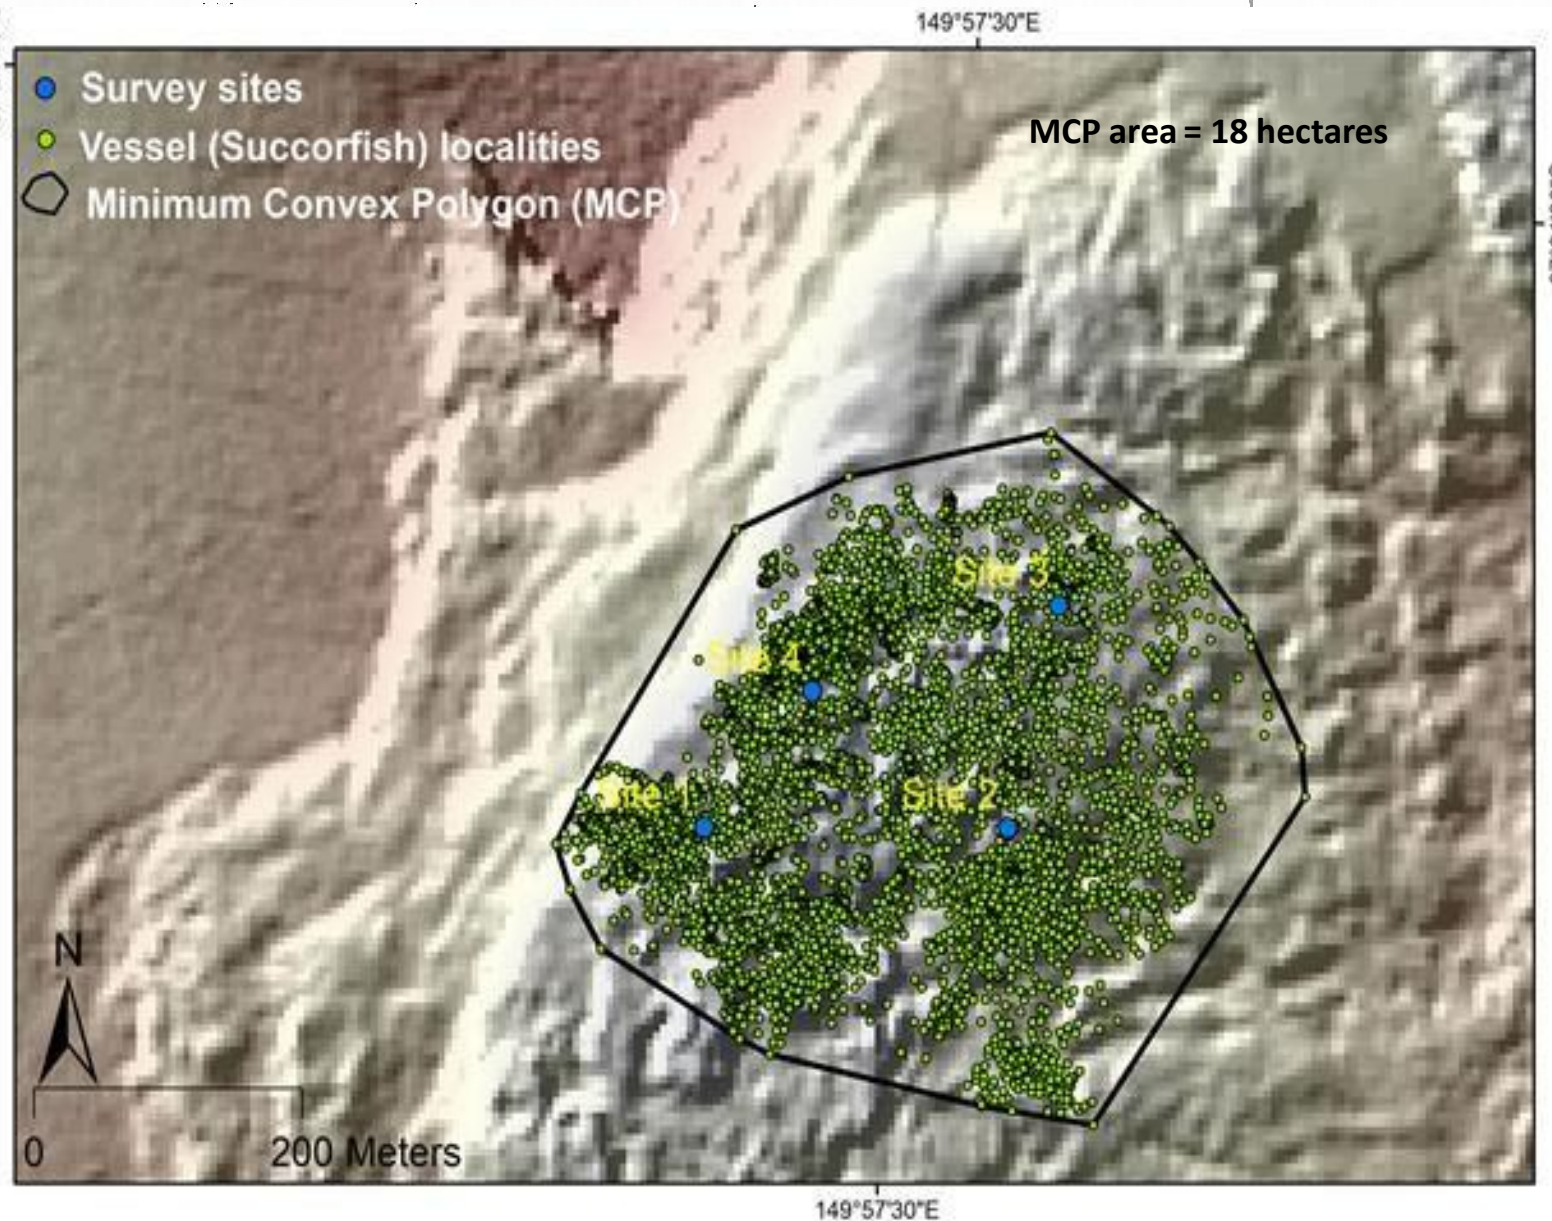 149°57'30"E
Survey sites
Vessel (Succorfish) localities
Minimum Convex Polygon (MCP)
MCP area = 18 hectares
Site 3
Site 4
Site 1
Site 2
N
0
200 Meters
149°57'30"E